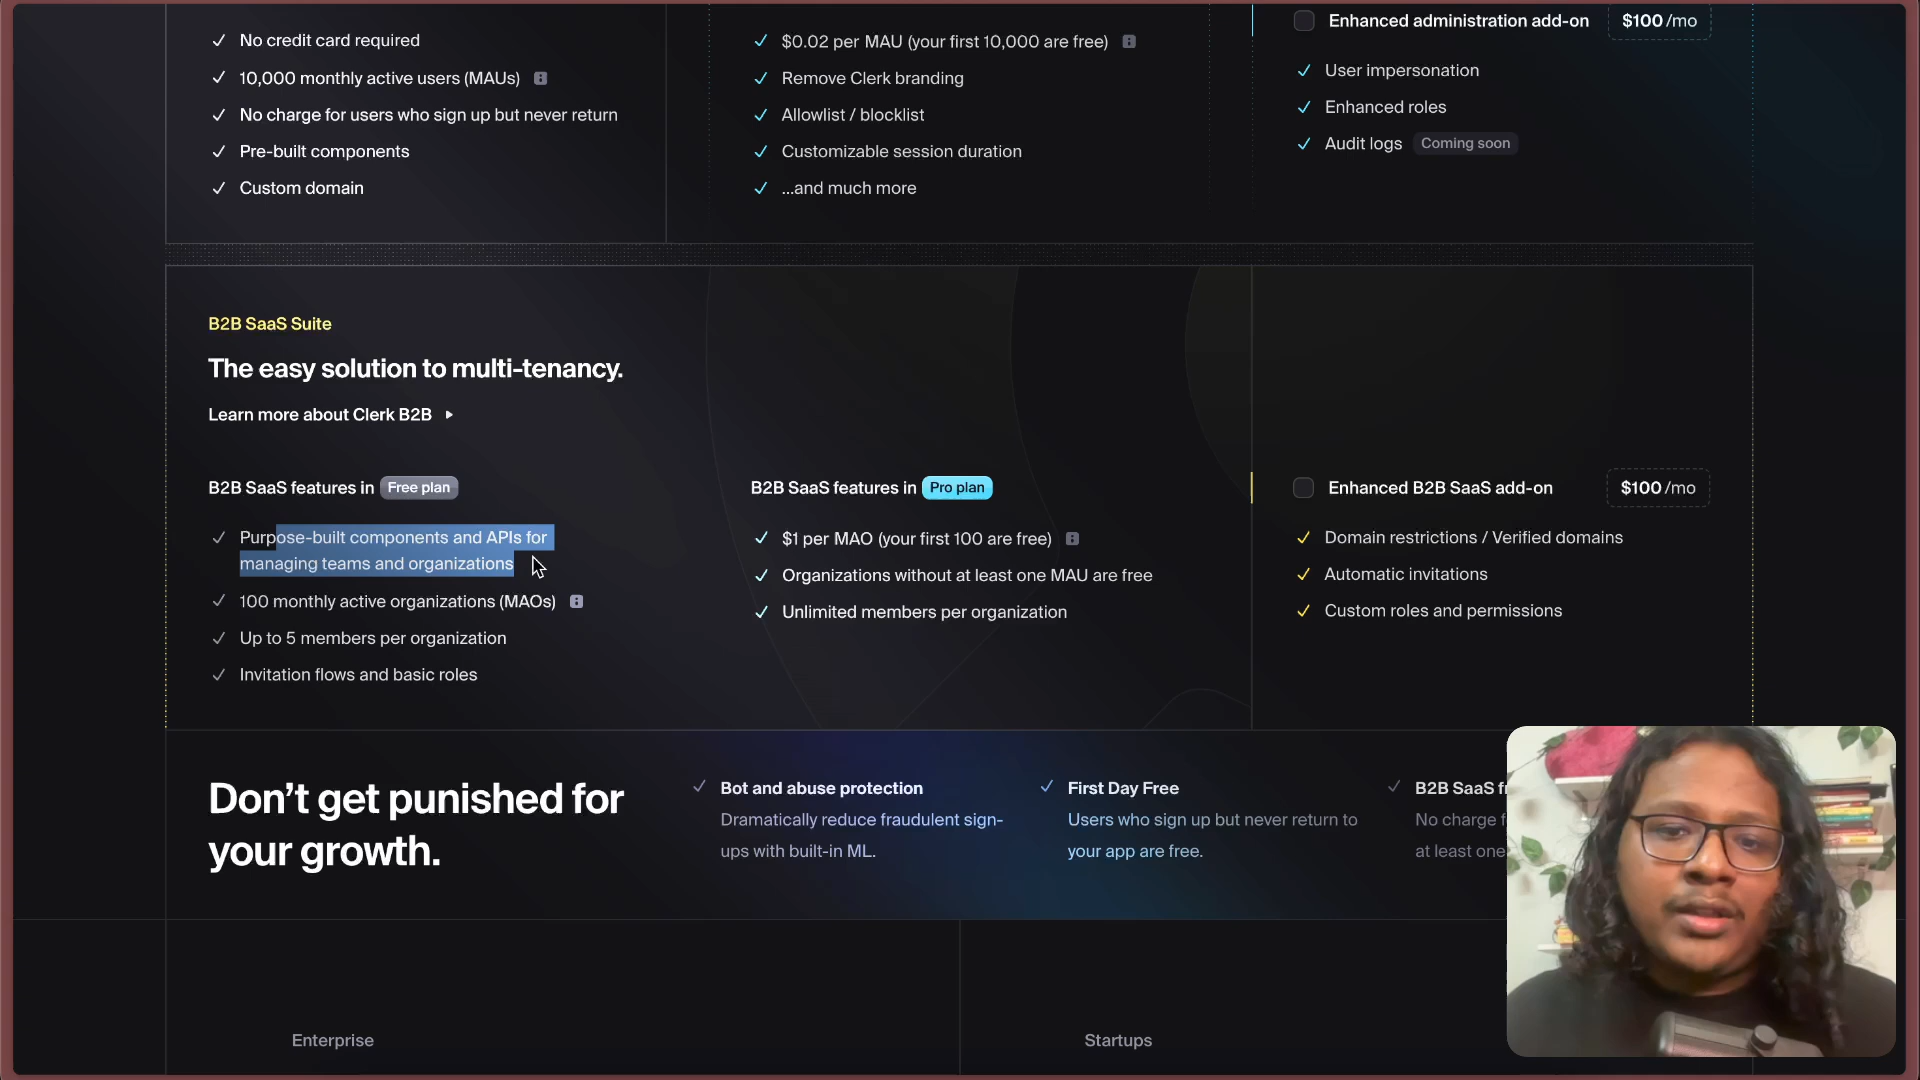 No credit card required
10,000 monthly active users (MAUs)
No charge for users who sign up but never return
Pre-built components
Custom domain
$0.02 per MAU (your first 10,000 are free)
Remove Clerk branding
Allowlist / blocklist
Customizable session duration
...and much more
Enhanced administration add-on $100 /mo
User impersonation
Enhanced roles
Audit logs Coming soon
B2B SaaS Suite
The easy solution to multi-tenancy.
Learn more about Clerk B2B
B2B SaaS features in Free plan
Purpose-built components and APIs for
managing teams and organizations
100 monthly active organizations (MAOs)
Up to 5 members per organization
Invitation flows and basic roles
B2B SaaS features in Pro plan
$1 per MAO (your first 100 are free)
Organizations without at least one MAU are free
Unlimited members per organization
Enhanced B2B SaaS add-on $100 /mo
Domain restrictions / Verified domains
Automatic invitations
Custom roles and permissions
Don't get punished for
your growth.
Bot and abuse protection
Dramatically reduce fraudulent sign-
ups with built-in ML.
First Day Free
Users who sign up but never return to
your app are free.
B2B SaaS
No charge
at least one
Enterprise
Startups